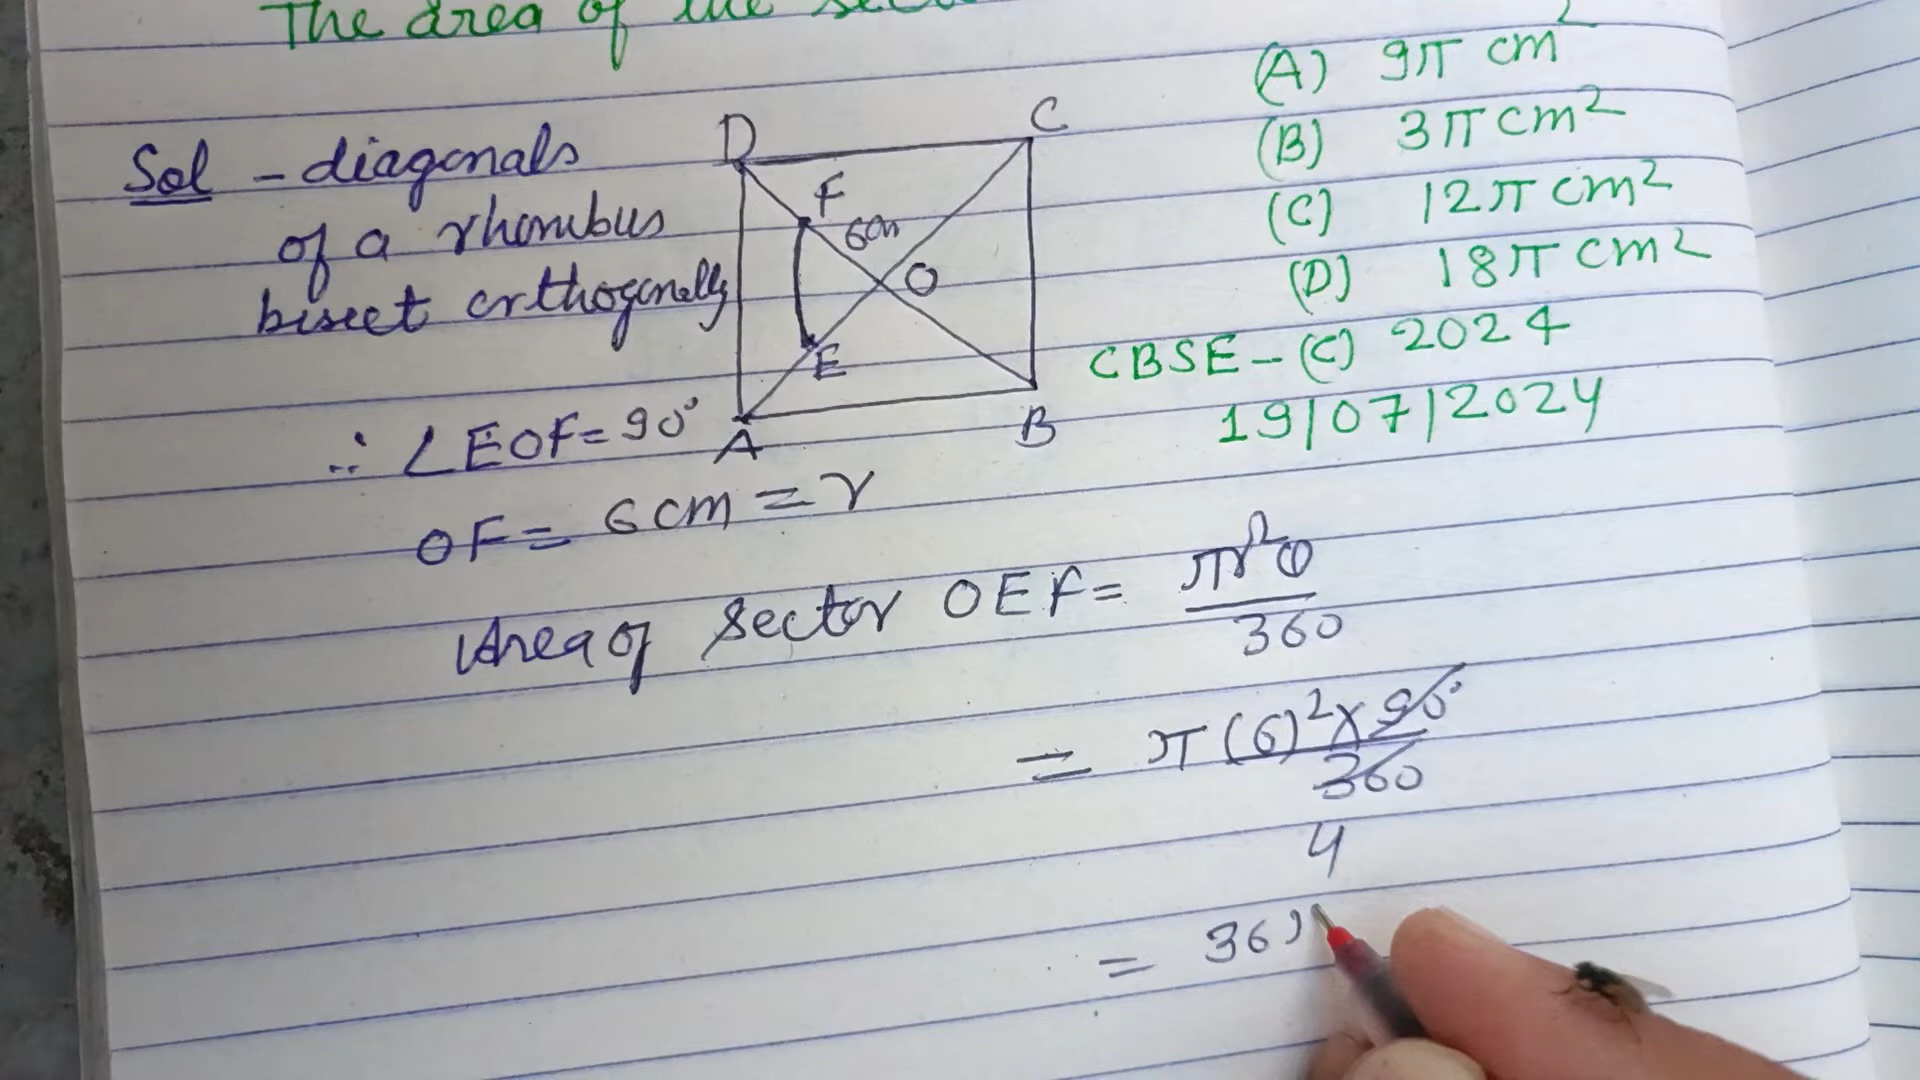 The area of the sec
(A) 9π cm²
(B) 3π cm²
(C) 12π cm²
(D) 18π cm²
CBSE-(C) 2024
19/07/2024
Sol - diagonals
of a rhombus
bisect orthogonally
D
C
F
6cm
O
E
A
B
∴ ∠EOF = 90°
OF = 6cm = r
Area of sector OEF = πr²θ
360
= π(6)² × 90°
360
4
= 36